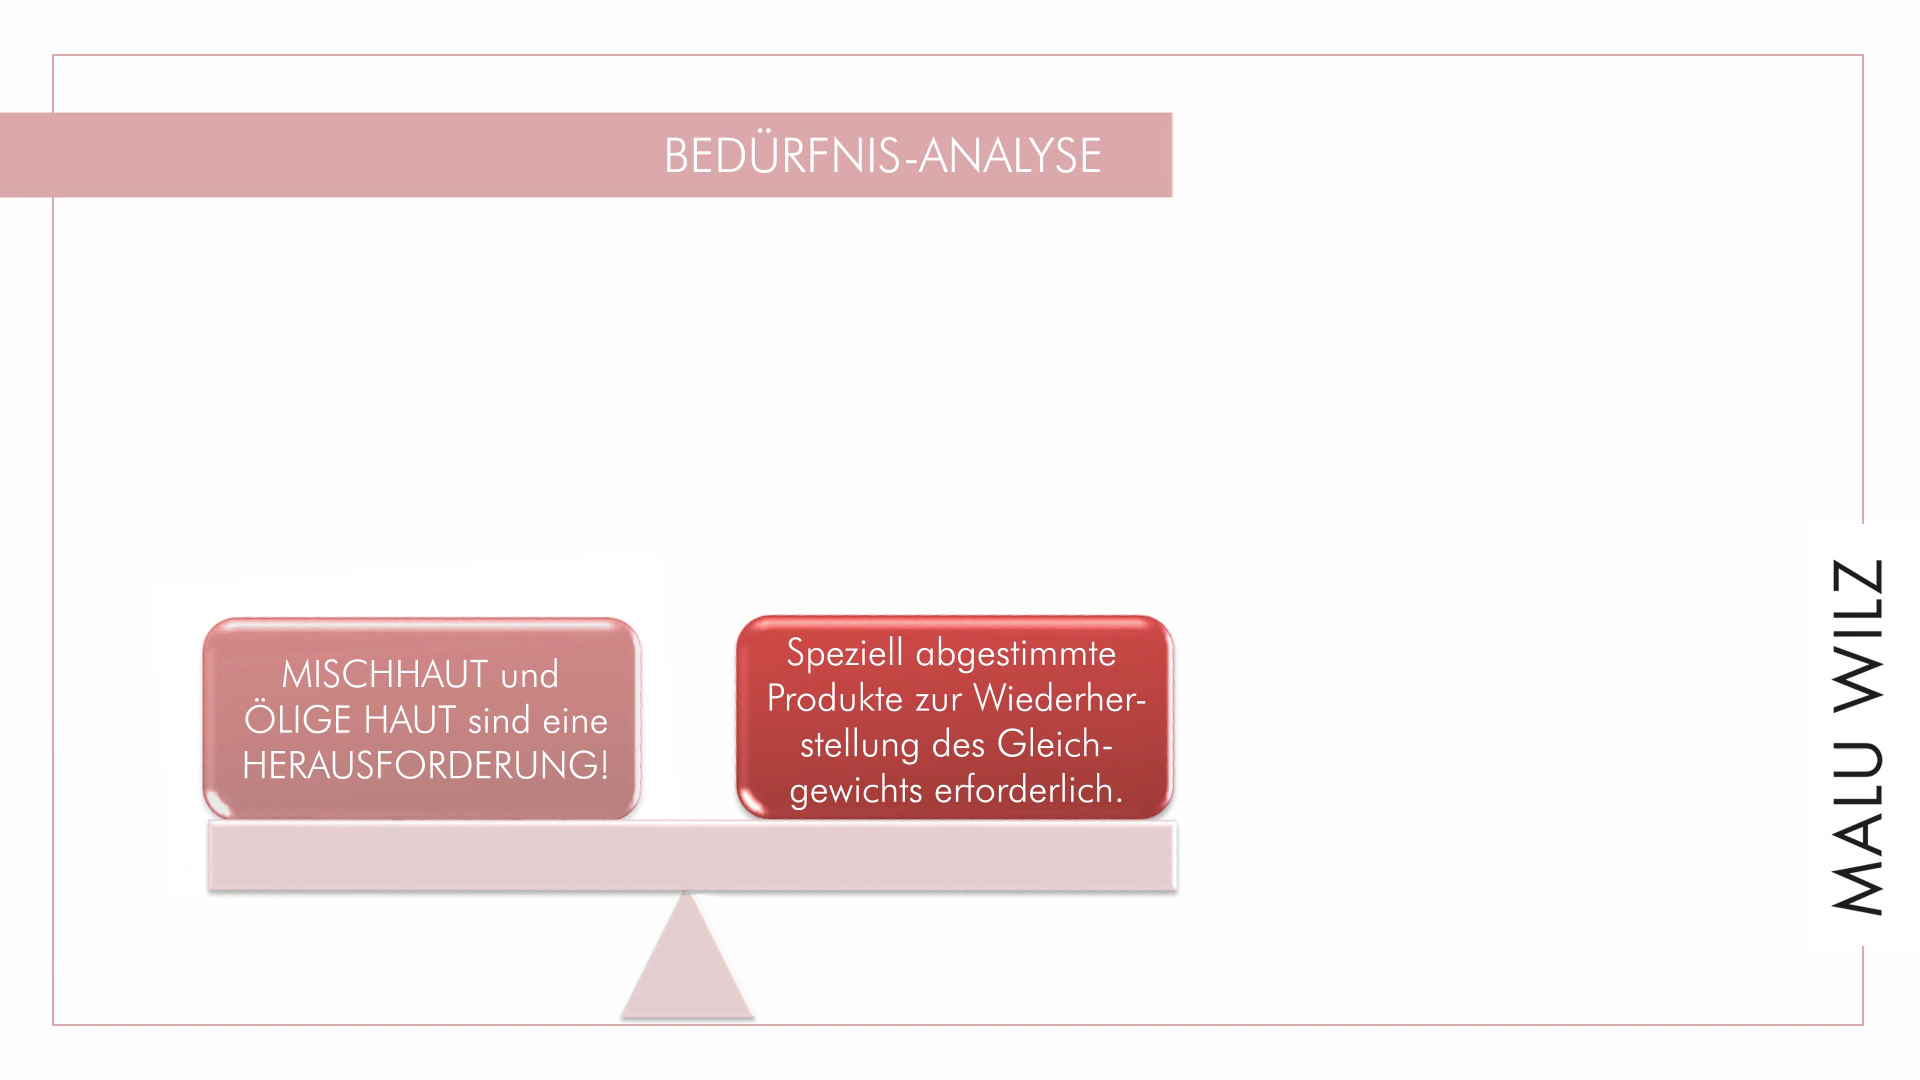 BEDÜRFNIS-ANALYSE
MISCHHAUT und
ÖLIGE HAUT sind eine
HERAUSFORDERUNG!
Speziell abgestimmte
Produkte zur Wiederher-
stellung des Gleich-
gewichts erforderlich.
MALU WILZ